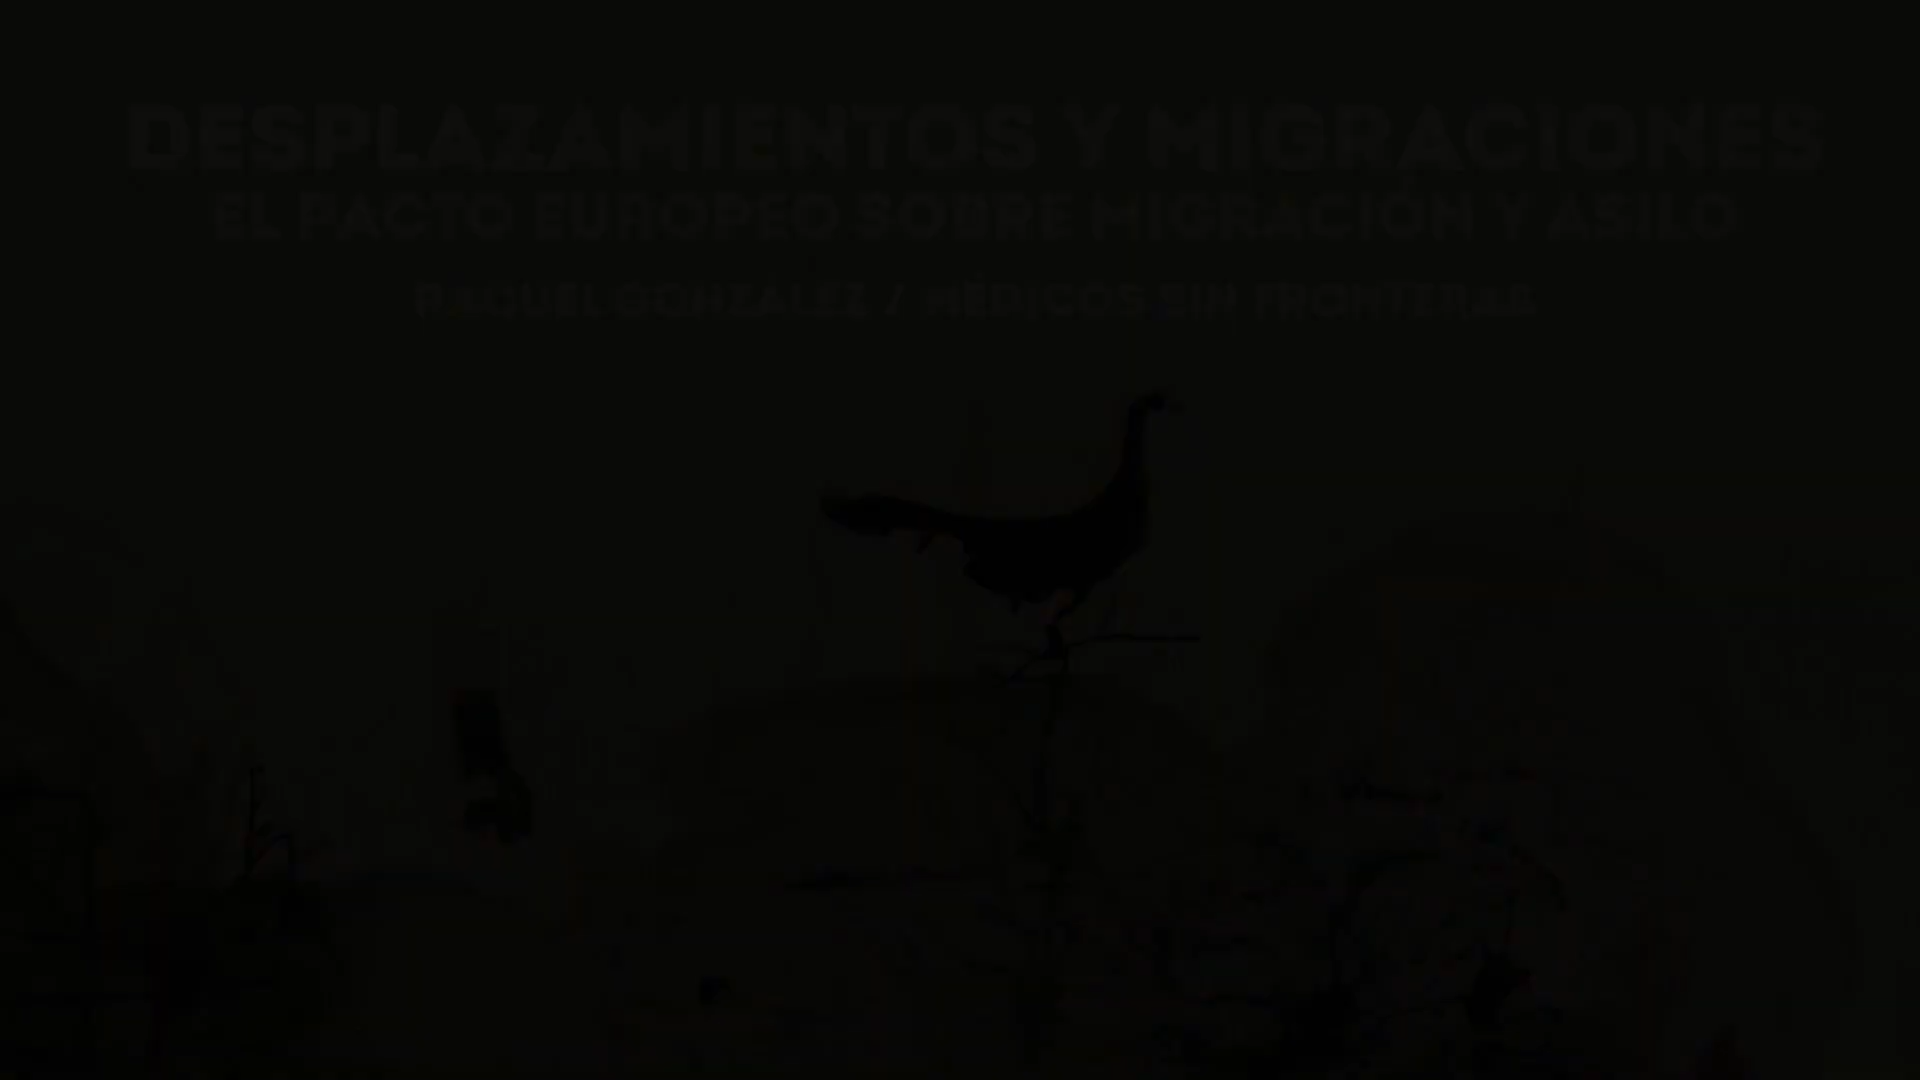 DESPLAZAMIENTOS Y MIGRACIONES
EL PACTO EUROPEO SOBRE MIGRACIÓN Y ASILO
RAQUEL GONZÁLEZ / MÉDICOS SIN FRONTERAS